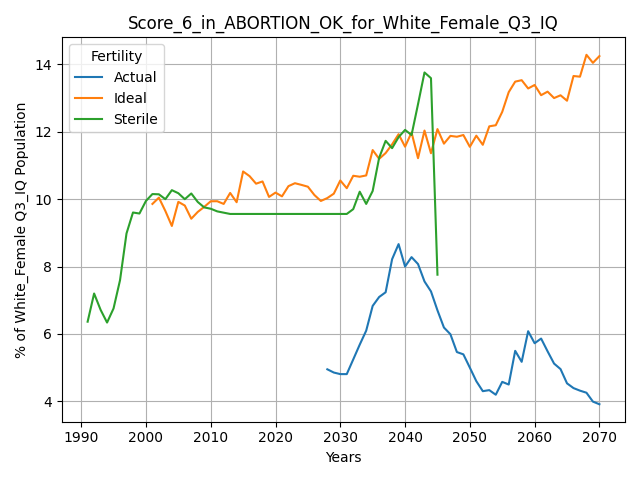 Score_6_in_ABORTION_OK_for_White_Female_Q3_IQ
Fertility
Actual
Ideal
Sterile
% of White_Female Q3_IQ Population
14
12
10
8
6
4
1990 2000 2010 2020 2030 2040 2050 2060 2070
Years